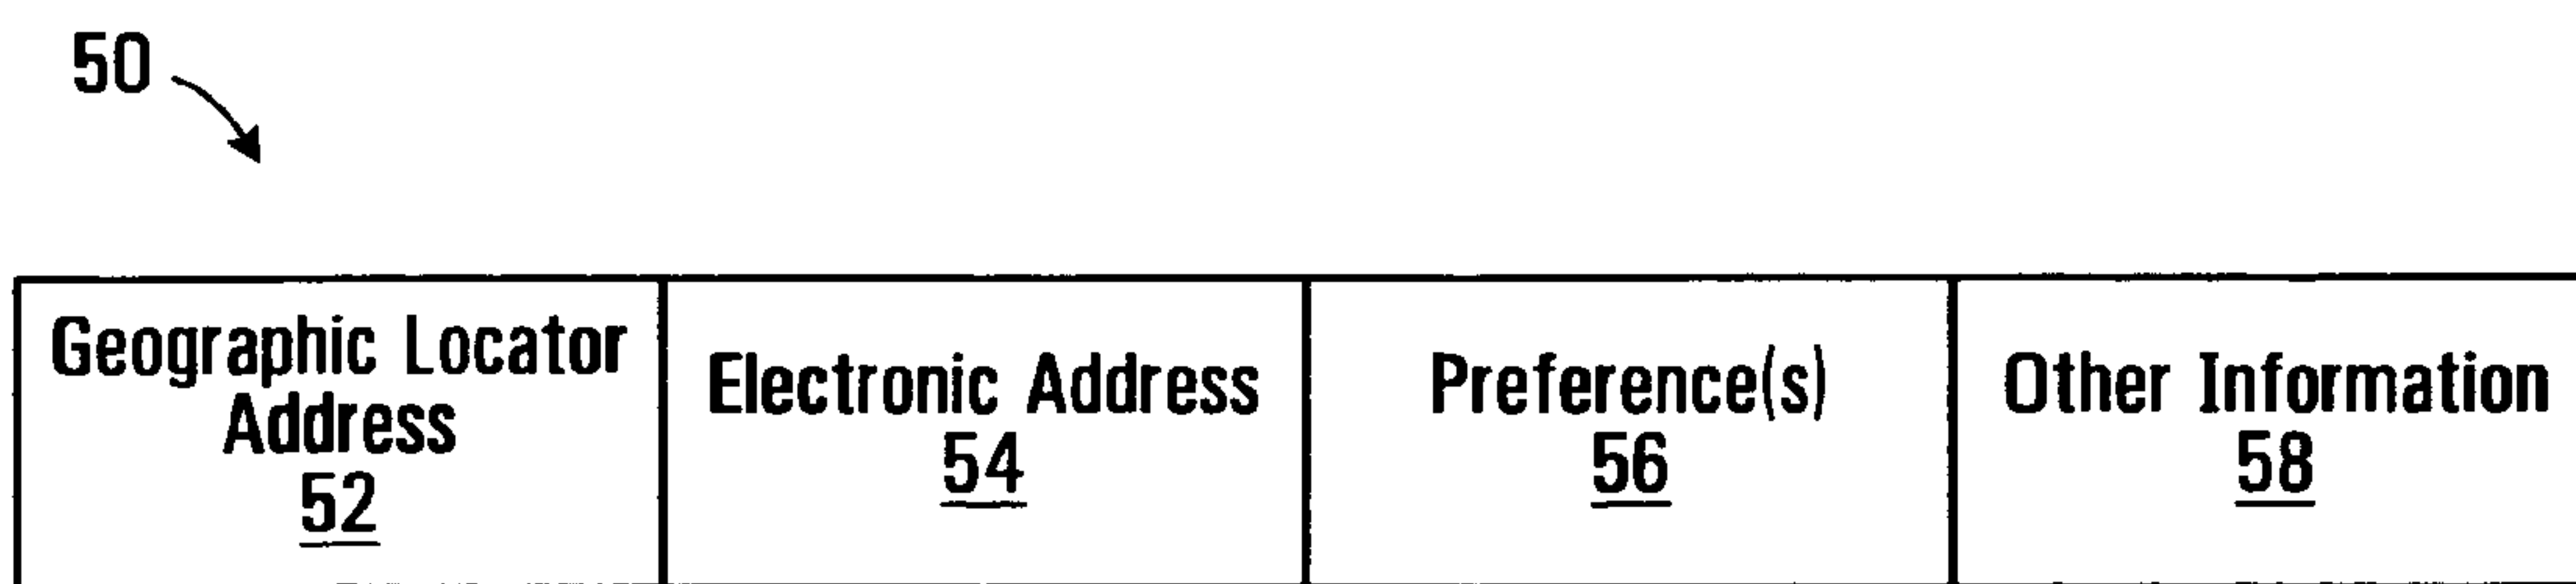 50
Geographic Locator
Address
52
Electronic Address
54
Preference(s)
56
Other Information
58